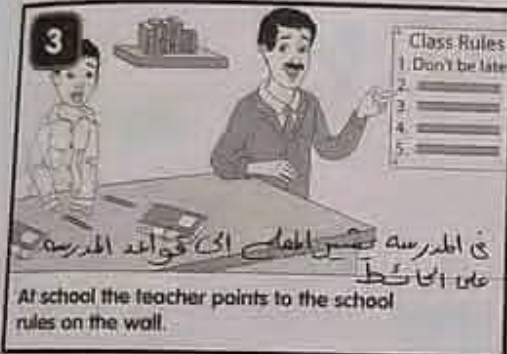 3
Class Rules
1. Don't be late
2.
3.
4.
5.
في المدرسة يشير المعلم الى قواعد المدرسة
على الحائط
At school the teacher points to the school
rules on the wall.